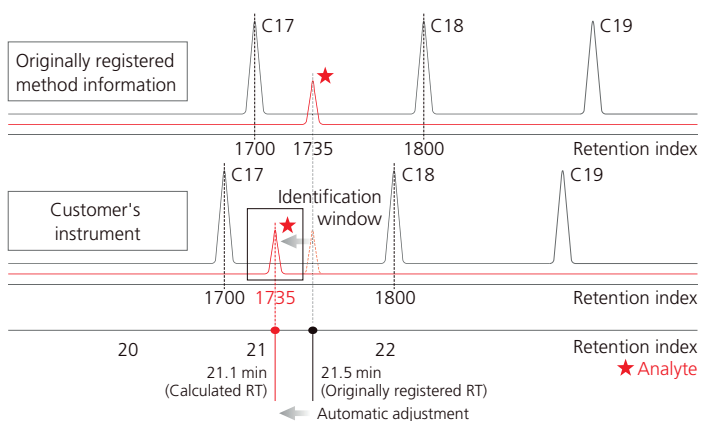 C17
C18
C19
Originally registered
method information
★
1700
1735
1800
Retention index
C17
C18
C19
Identification
window
Customer's
instrument
★
1700
1735
1800
Retention index
20
21
22
Retention index
★Analyte
21.1 min
(Calculated RT)
21.5 min
(Originally registered RT)
Automatic adjustment